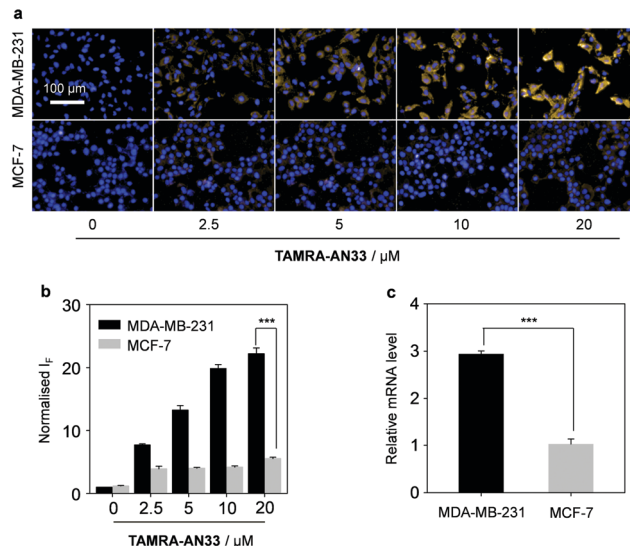 a
MDA-MB-231
100 µm
MCF-7
0 2.5 5 10 20
TAMRA-AN33 / µM
b
Normalised I_F
30
20
10
0
MDA-MB-231
MCF-7
***
0 2.5 5 10 20
TAMRA-AN33 / µM
c
Relative mRNA level
4
3
2
1
0
***
MDA-MB-231 MCF-7